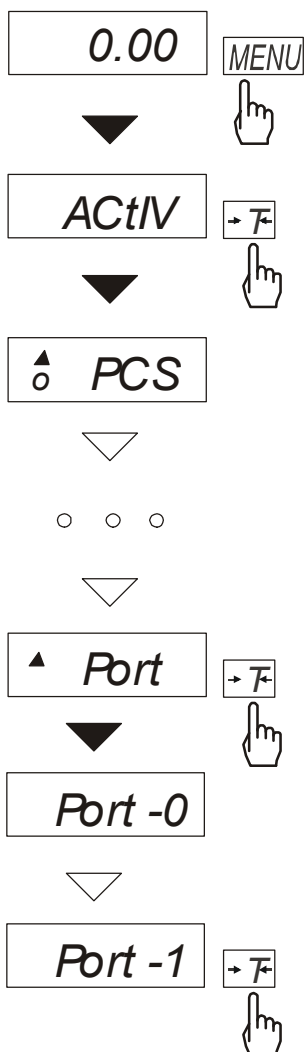 0.00 MENU
ACtIV →T←
o PCS
Port →T←
Port -0
Port -1 →T←